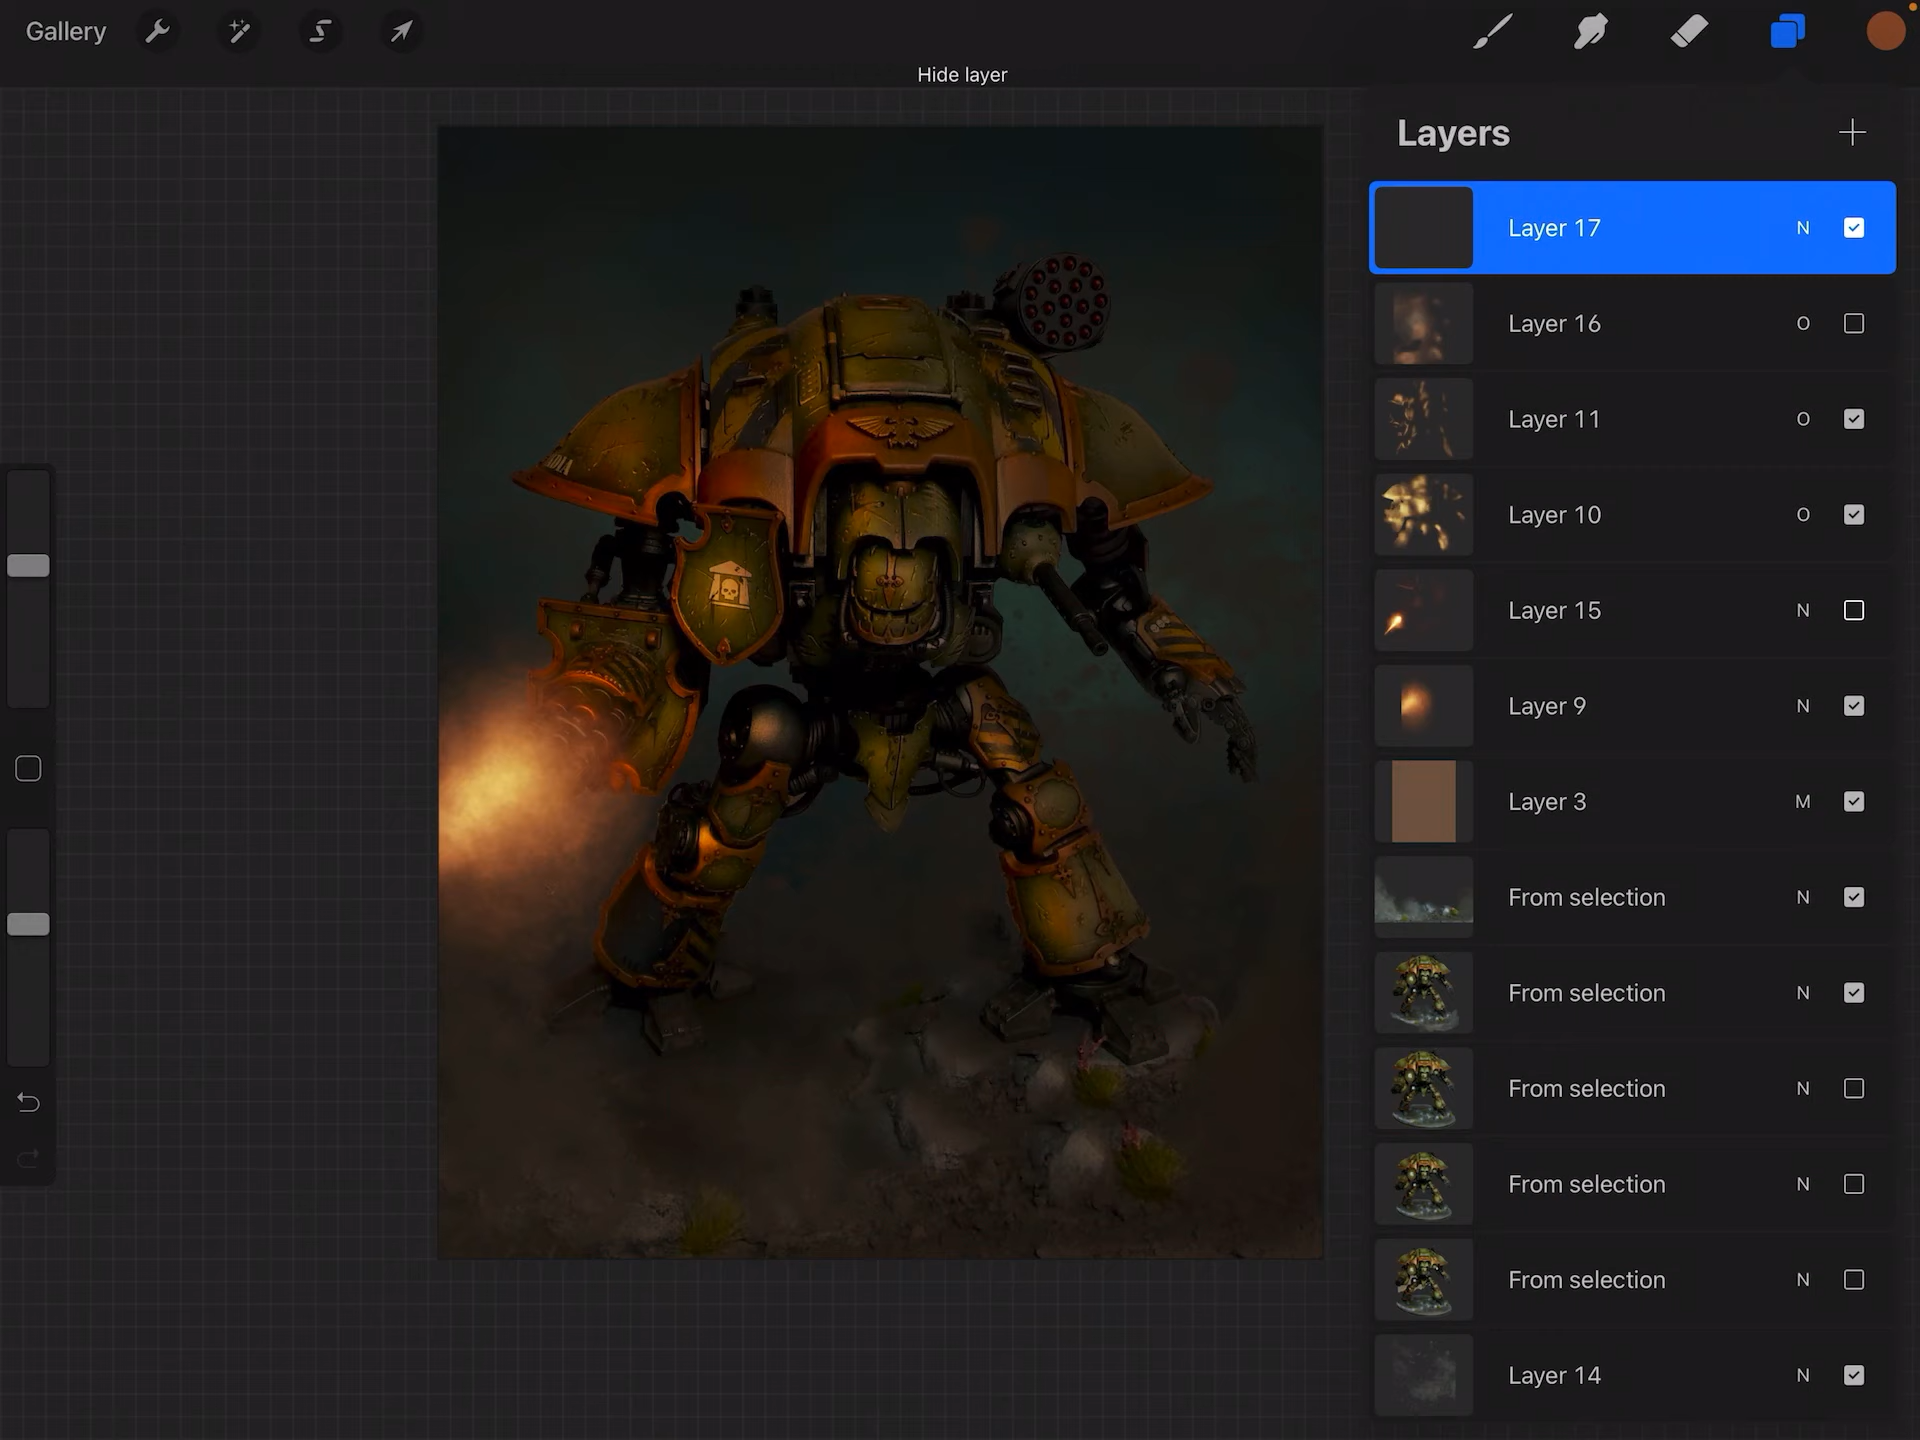 Gallery
Hide layer
Layers
Layer 17 N
Layer 16 O
Layer 11 O
Layer 10 O
Layer 15 N
Layer 9 N
Layer 3 M
From selection N
From selection N
From selection N
From selection N
From selection N
Layer 14 N